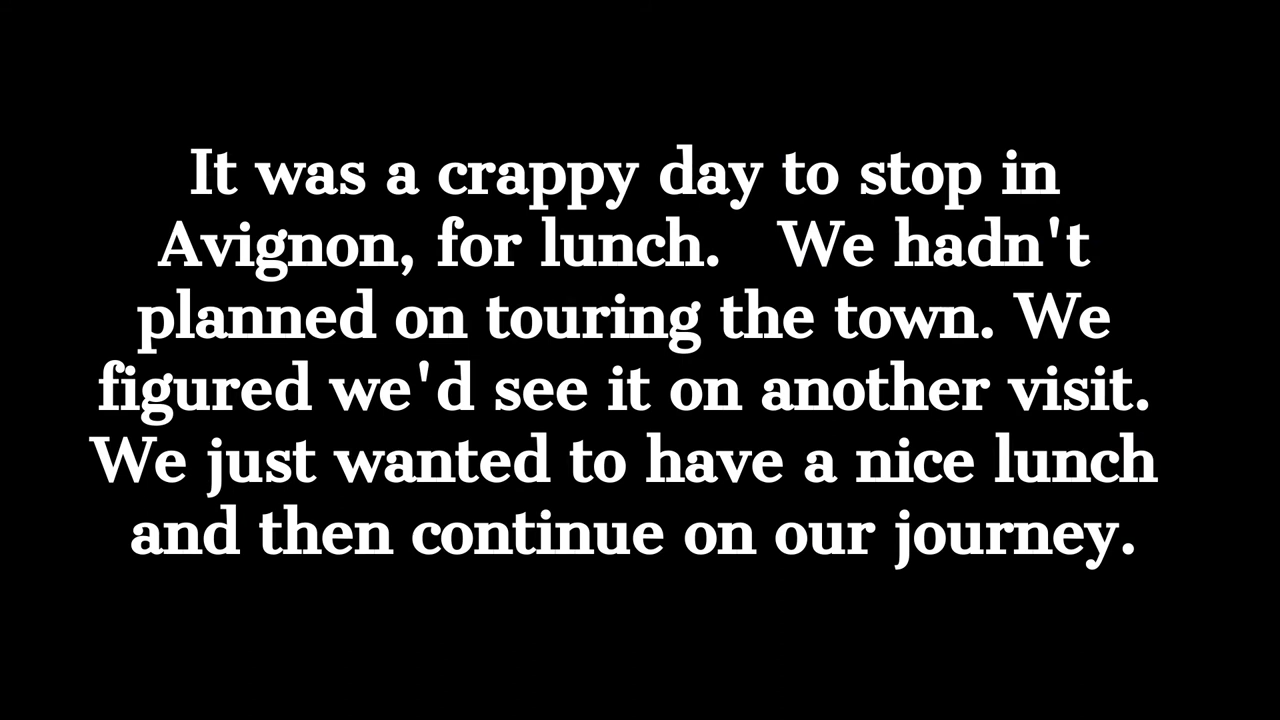 It was a crappy day to stop in
Avignon, for lunch.   We hadn't
planned on touring the town. We
figured we'd see it on another visit.
We just wanted to have a nice lunch
and then continue on our journey.